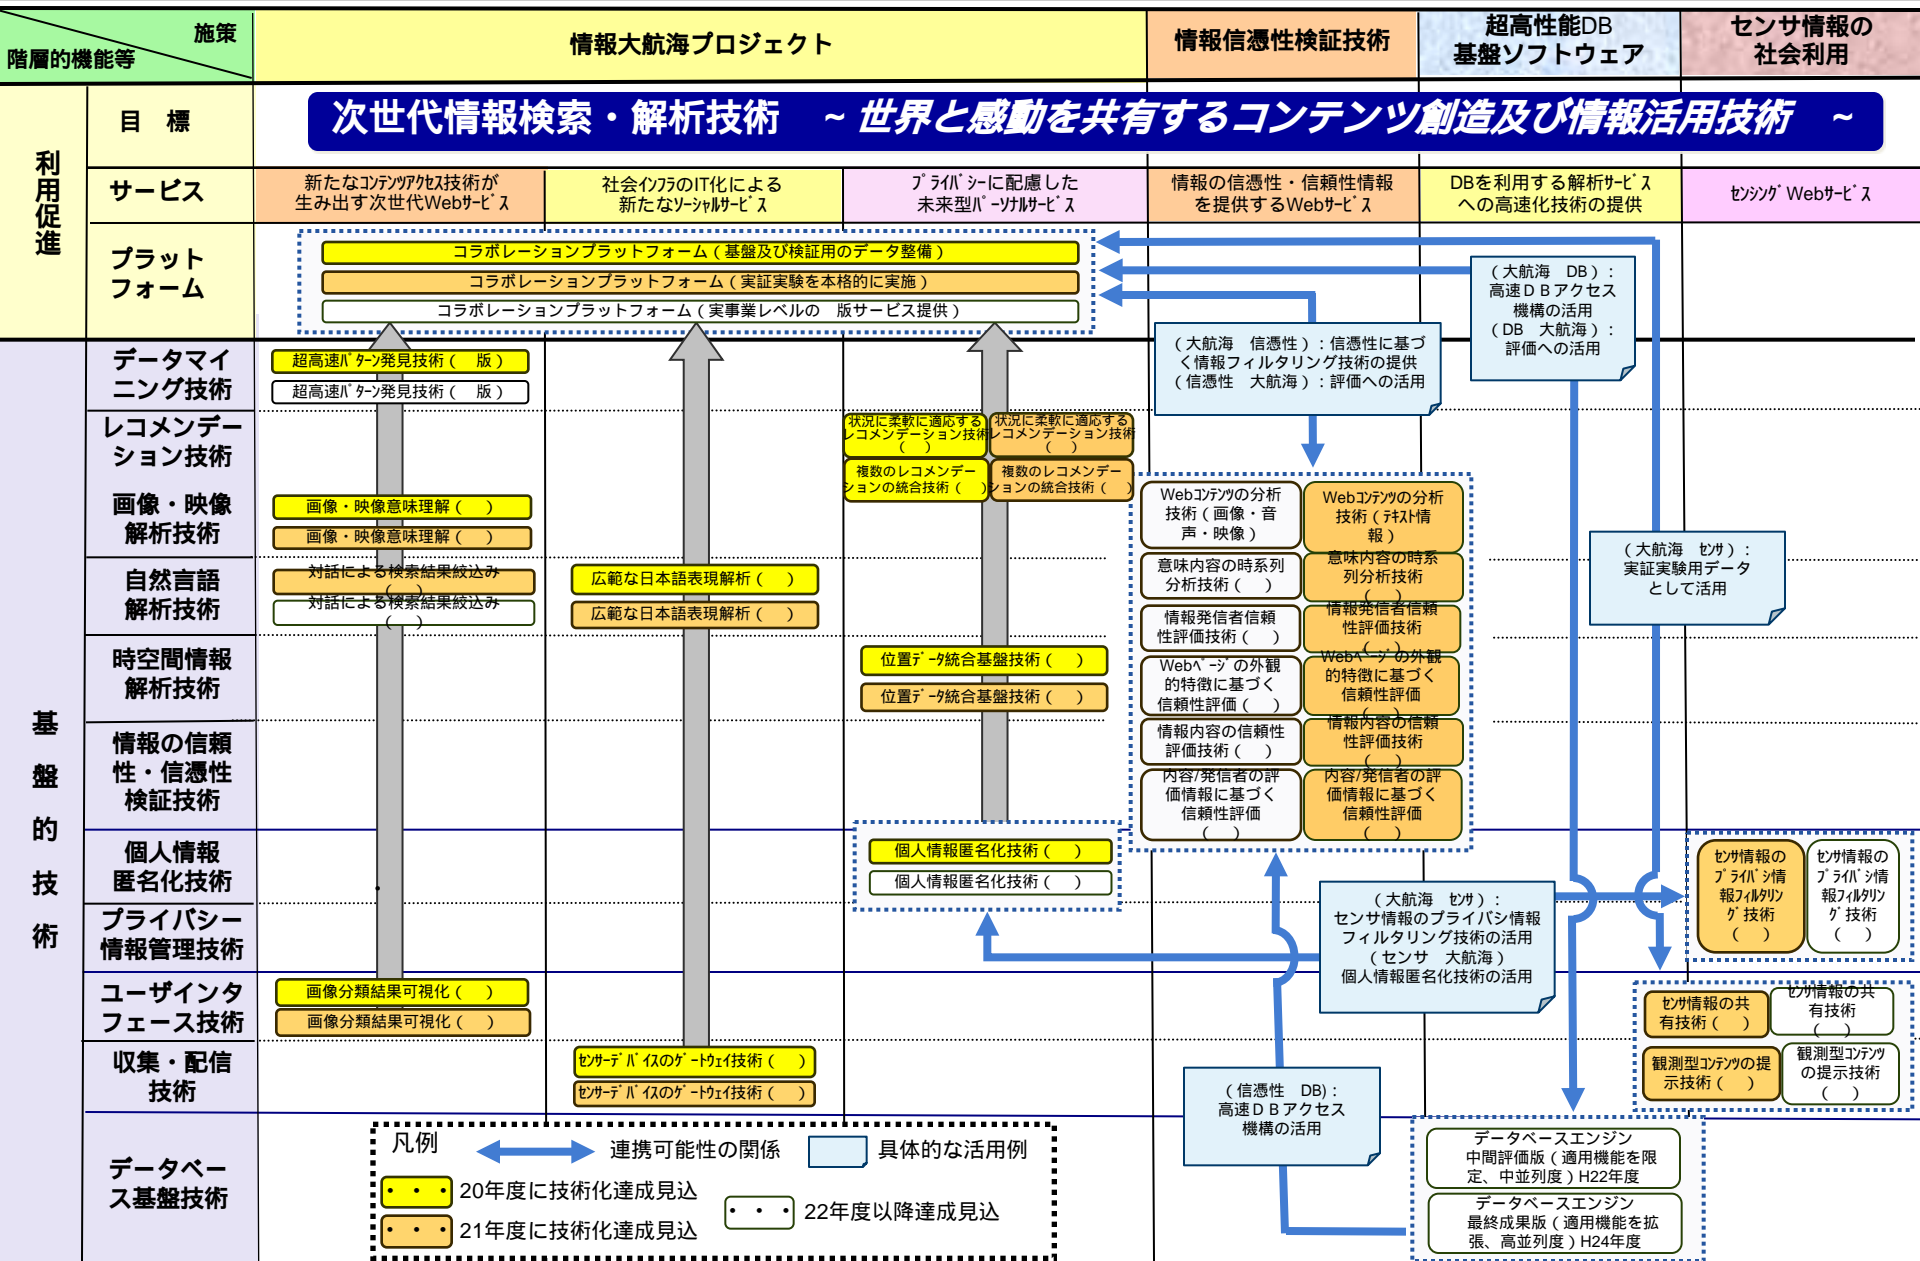 施策
階層的機能等
情報大航海プロジェクト
情報信憑性検証技術
超高性能DB
基盤ソフトウェア
センサ情報の
社会利用
利用促進
目　標
次世代情報検索・解析技術　~ 世界と感動を共有するコンテンツ創造及び情報活用技術　~
サービス
新たなｺﾝﾃﾝﾂｱｸｾｽ技術が
生み出す次世代Webｻｰﾋﾞｽ
社会ｲﾝﾌﾗのIT化による
新たなｿｰｼｬﾙｻｰﾋﾞｽ
ﾌﾟﾗｲﾊﾞｼｰに配慮した
未来型ﾊﾟｰｿﾅﾙｻｰﾋﾞｽ
情報の信憑性・信頼性情報
を提供するWebｻｰﾋﾞｽ
DBを利用する解析ｻｰﾋﾞｽ
への高速化技術の提供
ｾﾝｼﾝｸﾞWebｻｰﾋﾞｽ
プラット
フォーム
コラボレーションプラットフォーム（基盤及び検証用のデータ整備）
コラボレーションプラットフォーム（実証実験を本格的に実施）
コラボレーションプラットフォーム（実事業レベルの　版サービス提供）
（大航海　DB）：
高速ＤＢアクセス
機構の活用
（DB　大航海）：
評価への活用
（大航海　信憑性）：信憑性に基づ
く情報フィルタリング技術の提供
（信憑性　大航海）：評価への活用
基盤的技術
データマイ
ニング技術
超高速ﾊﾟﾀｰﾝ発見技術（　版）
超高速ﾊﾟﾀｰﾝ発見技術（　版）
レコメンデー
ション技術
状況に柔軟に適応する
レコメンデーション技術
（　）
状況に柔軟に適応する
レコメンデーション技術
（　）
複数のレコメンデー
ションの統合技術（　）
複数のレコメンデー
ションの統合技術（　）
画像・映像
解析技術
画像・映像意味理解（　）
画像・映像意味理解（　）
Webｺﾝﾃﾝﾂの分析
技術（画像・音
声・映像）
Webｺﾝﾃﾝﾂの分析
技術（ﾃｷｽﾄ情
報）
自然言語
解析技術
対話による検索結果絞込み
（　）
対話による検索結果絞込み
（　）
広範な日本語表現解析（　）
広範な日本語表現解析（　）
意味内容の時系列
分析技術（　）
意味内容の時系
列分析技術
（　）
（大航海　ｾﾝｻ）：
実証実験用データ
として活用
情報発信者信頼
性評価技術（　）
情報発信者信頼
性評価技術
（　）
時空間情報
解析技術
位置ﾃﾞｰﾀ統合基盤技術（　）
位置ﾃﾞｰﾀ統合基盤技術（　）
Webﾍﾟｰｼﾞの外観
的特徴に基づく
信頼性評価（　）
Webﾍﾟｰｼﾞの外観
的特徴に基づく
信頼性評価
（　）
情報の信頼
性・信憑性
検証技術
情報内容の信頼性
評価技術（　）
情報内容の信頼
性評価技術
（　）
内容/発信者の評
価情報に基づく
信頼性評価
（　）
内容/発信者の評
価情報に基づく
信頼性評価
（　）
個人情報
匿名化技術
個人情報匿名化技術（　）
個人情報匿名化技術（　）
ｾﾝｻ情報の
ﾌﾟﾗｲﾊﾞｼ情
報ﾌｨﾙﾀﾘﾝ
ｸﾞ技術
（　）
ｾﾝｻ情報の
ﾌﾟﾗｲﾊﾞｼ情
報ﾌｨﾙﾀﾘﾝ
ｸﾞ技術
（　）
プライバシー
情報管理技術
（大航海　ｾﾝｻ）：
センサ情報のプライバシ情報
フィルタリング技術の活用
（センサ　大航海）
個人情報匿名化技術の活用
ユーザインタ
フェース技術
画像分類結果可視化（　）
画像分類結果可視化（　）
ｾﾝｻ情報の共
有技術（　）
ｾﾝｻ情報の共
有技術
（　）
収集・配信
技術
ｾﾝｻｰﾃﾞﾊﾞｲｽのｹﾞｰﾄｳｪｲ技術（　）
ｾﾝｻｰﾃﾞﾊﾞｲｽのｹﾞｰﾄｳｪｲ技術（　）
観測型ｺﾝﾃﾝﾂの提
示技術（　）
観測型ｺﾝﾃﾝﾂ
の提示技術
（　）
（信憑性　DB）:
高速ＤＢアクセス
機構の活用
データベー
ス基盤技術
データベースエンジン
中間評価版（適用機能を限
定、中並列度）H22年度
データベースエンジン
最終成果版（適用機能を拡
張、高並列度）H24年度
凡例
連携可能性の関係
具体的な活用例
・・・
20年度に技術化達成見込
・・・
22年度以降達成見込
・・・
21年度に技術化達成見込